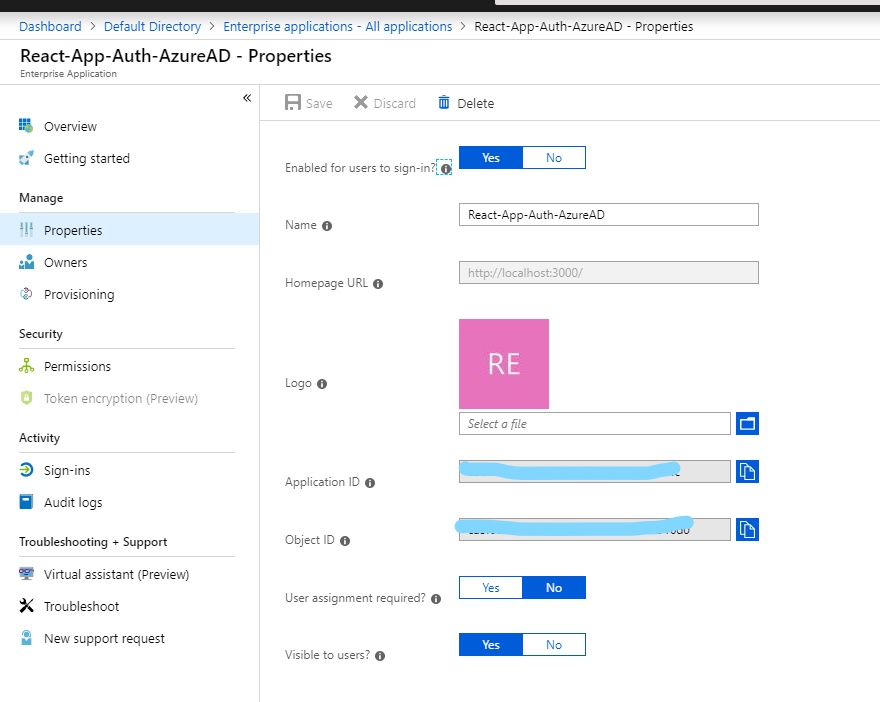 Dashboard > Default Directory > Enterprise applications - All applications > React-App-Auth-AzureAD - Properties
React-App-Auth-AzureAD - Properties
Enterprise Application
«
Overview
Getting started
Manage
Properties
Owners
Provisioning
Security
Permissions
Token encryption (Preview)
Activity
Sign-ins
Audit logs
Troubleshooting + Support
Virtual assistant (Preview)
Troubleshoot
New support request
Save Discard Delete
Enabled for users to sign-in? Yes No
Name React-App-Auth-AzureAD
Homepage URL http://localhost:3000/
RE
Logo
Select a file
Application ID
Object ID
User assignment required? Yes No
Visible to users? Yes No